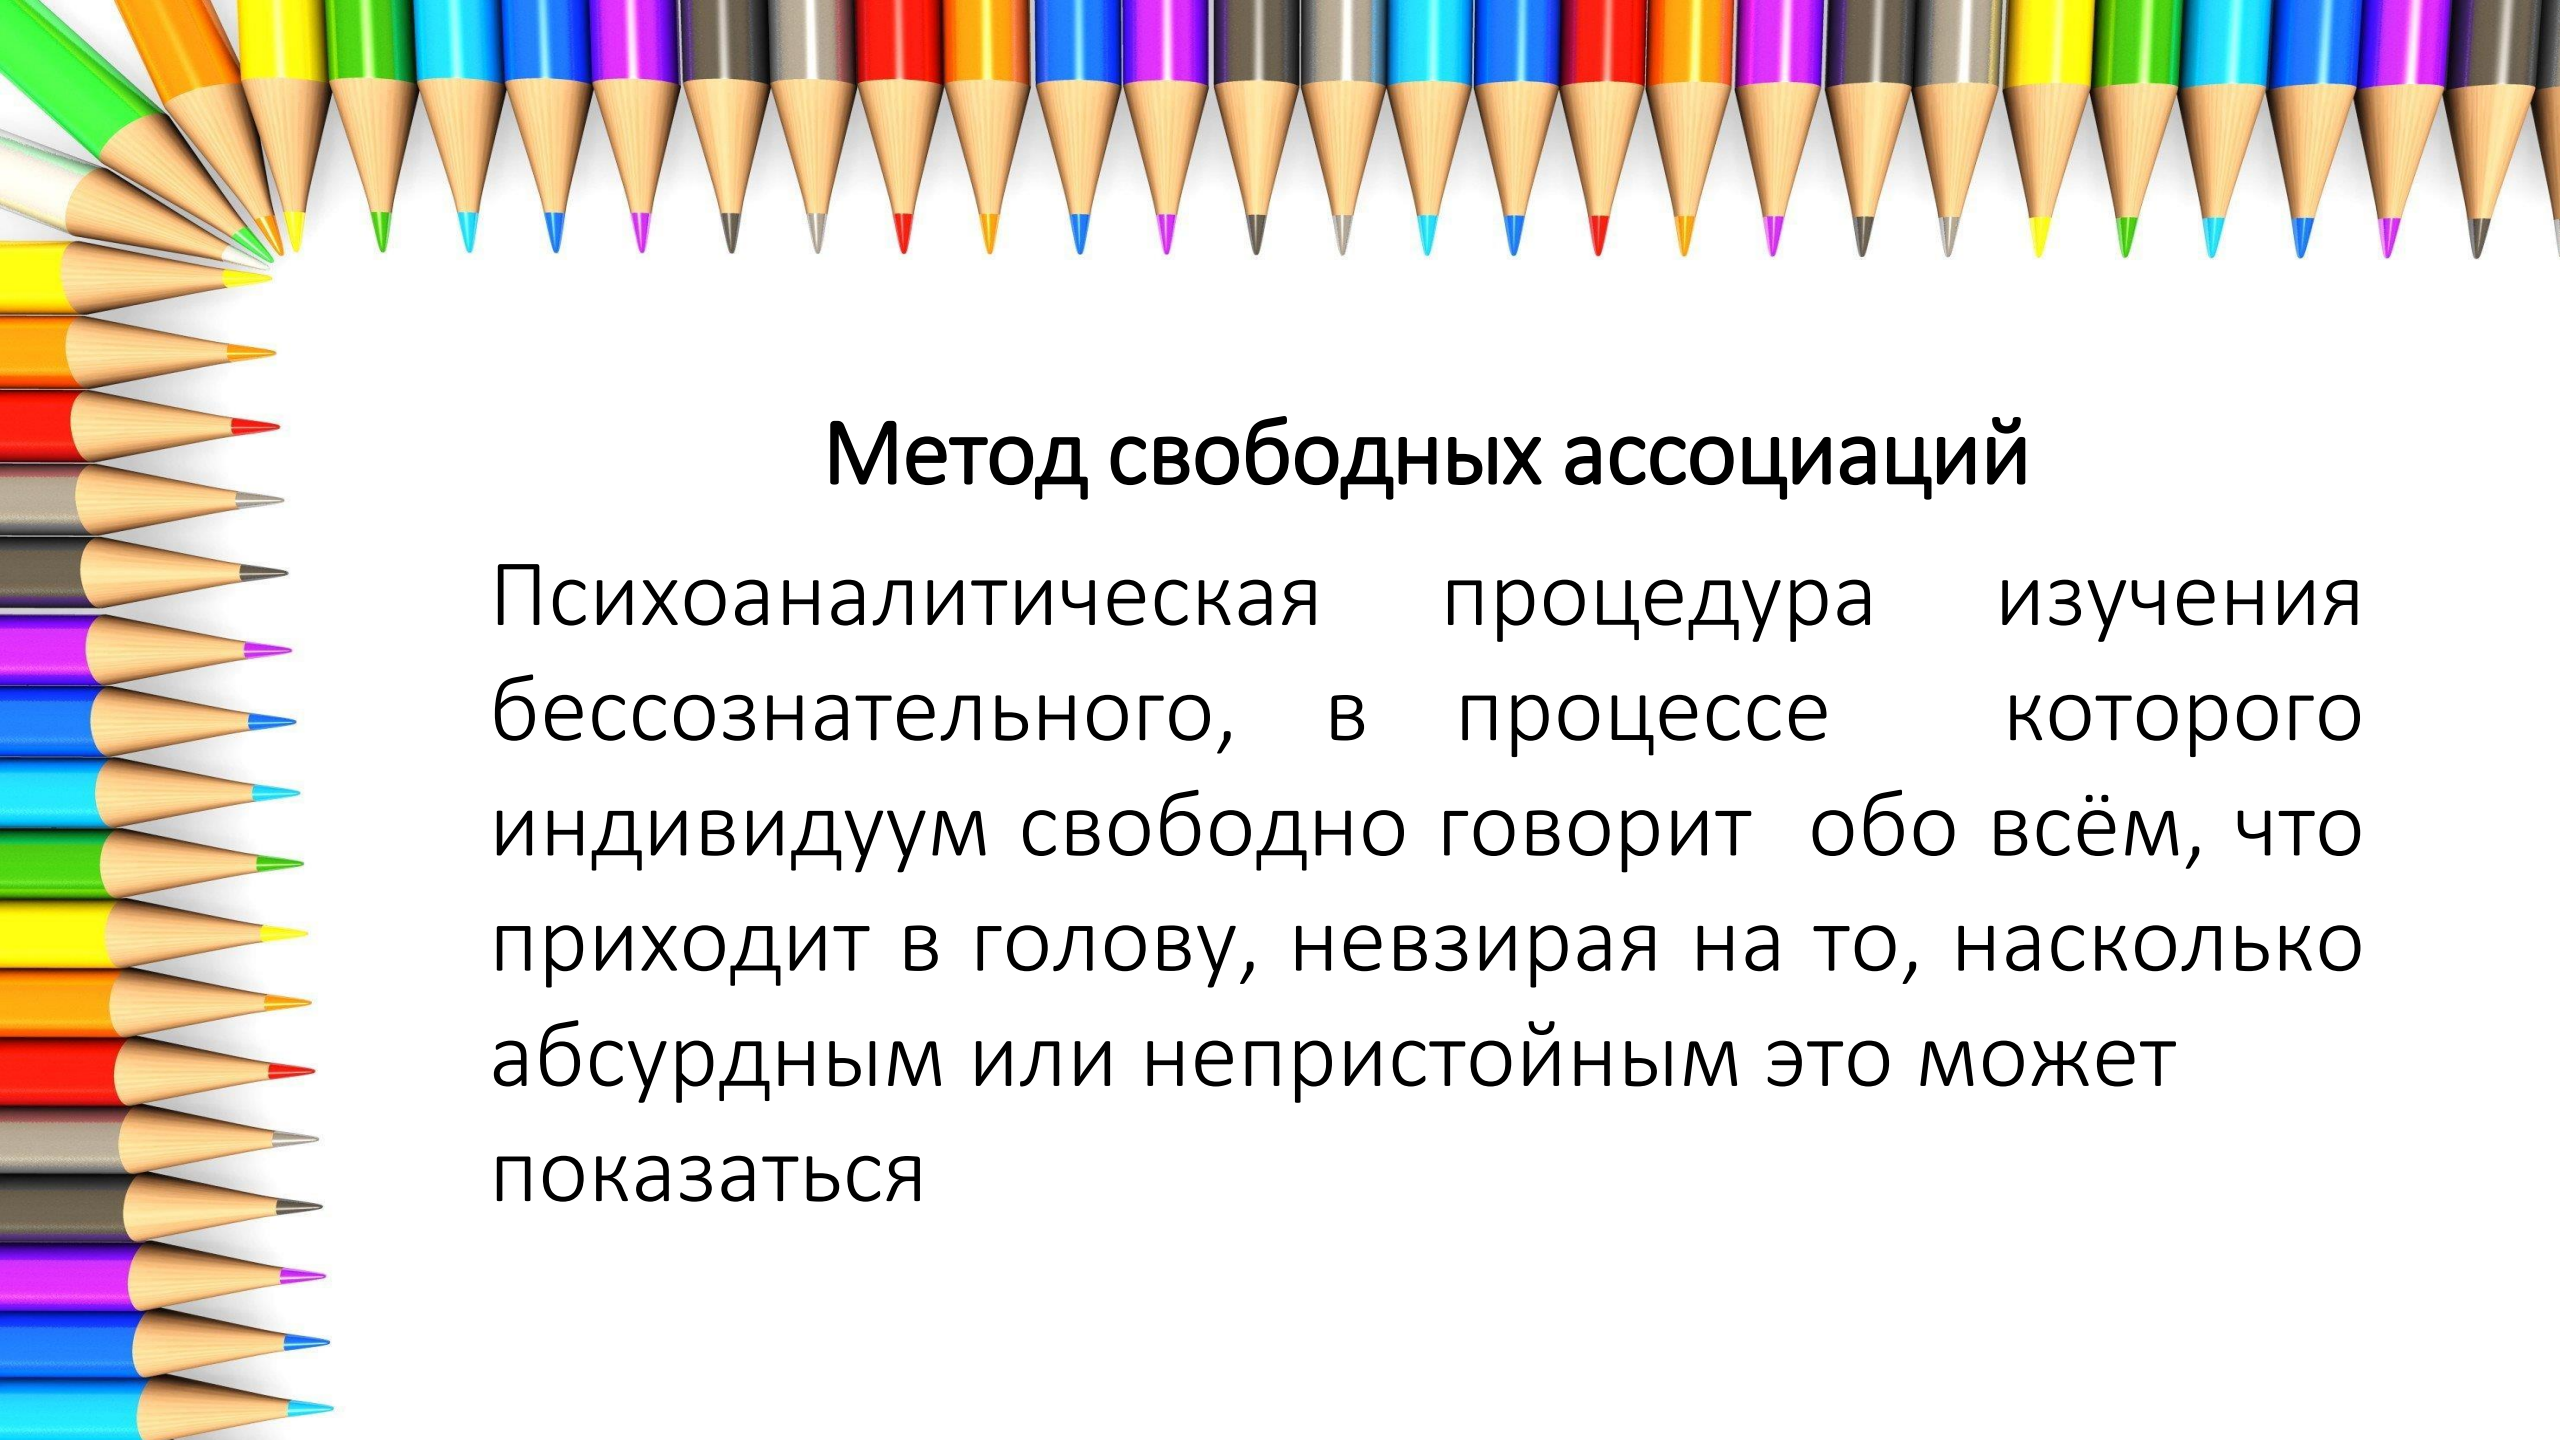 Метод свободных ассоциаций
Психоаналитическая процедура изучения
бессознательного, в процессе которого
индивидуум свободно говорит обо всём, что
приходит в голову, невзирая на то, насколько
абсурдным или непристойным это может
показаться